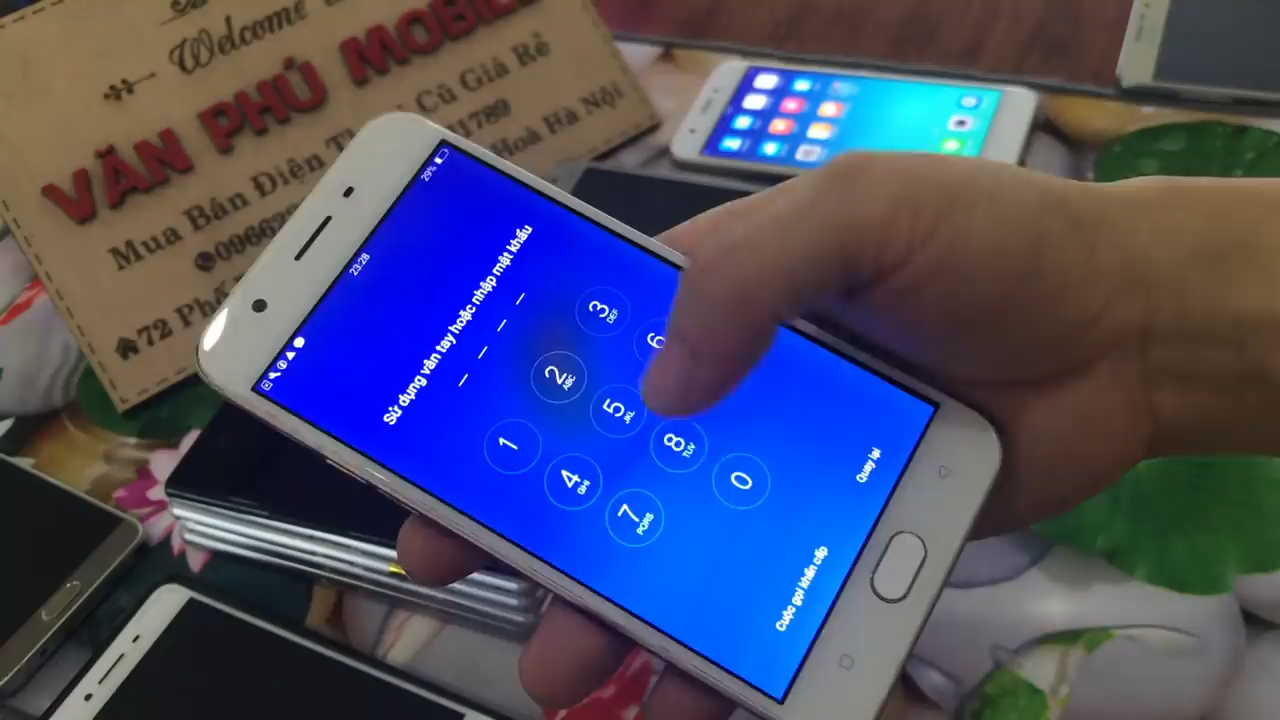 Welcome
VĂN PHÚ MOBILE
Mua Bán Điện Cũ Giá Rẻ
1789
72 Phố Hoà Hà Nội
29%
23:28
Sử dụng vân tay hoặc nhập mật khẩu
1
2 ABC
3 DEF
4 GHI
5 JKL
6
7 PQRS
8 TUV
0
Cuộc gọi khẩn cấp
Quay lại